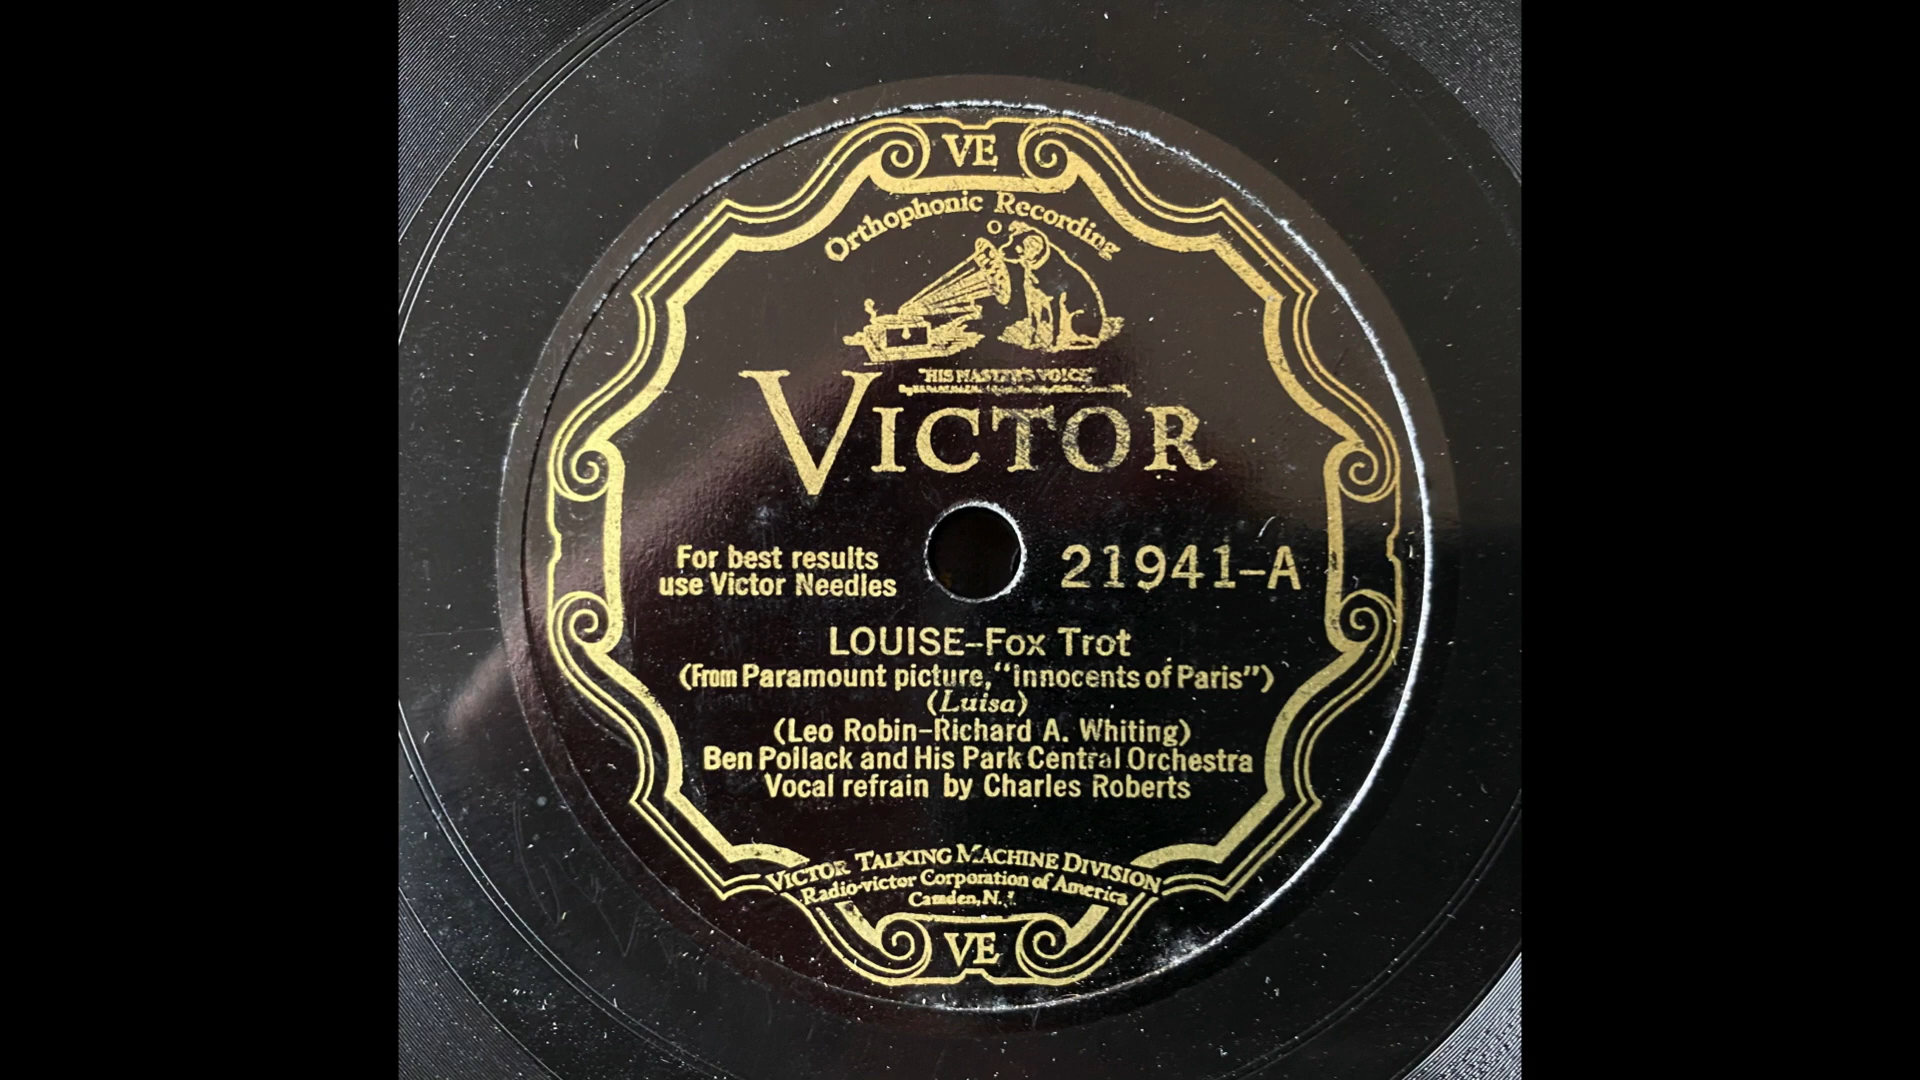 VE
Orthophonic Recording
"HIS MASTER'S VOICE"
VICTOR
For best results
use Victor Needles
21941-A
LOUISE-Fox Trot
(From Paramount picture, "Innocents of Paris")
(Luisa)
(Leo Robin-Richard A. Whiting)
Ben Pollack and His Park Central Orchestra
Vocal refrain by Charles Roberts
VICTOR TALKING MACHINE DIVISION
Radio-Victor Corporation of America
Camden, N.J.
VE